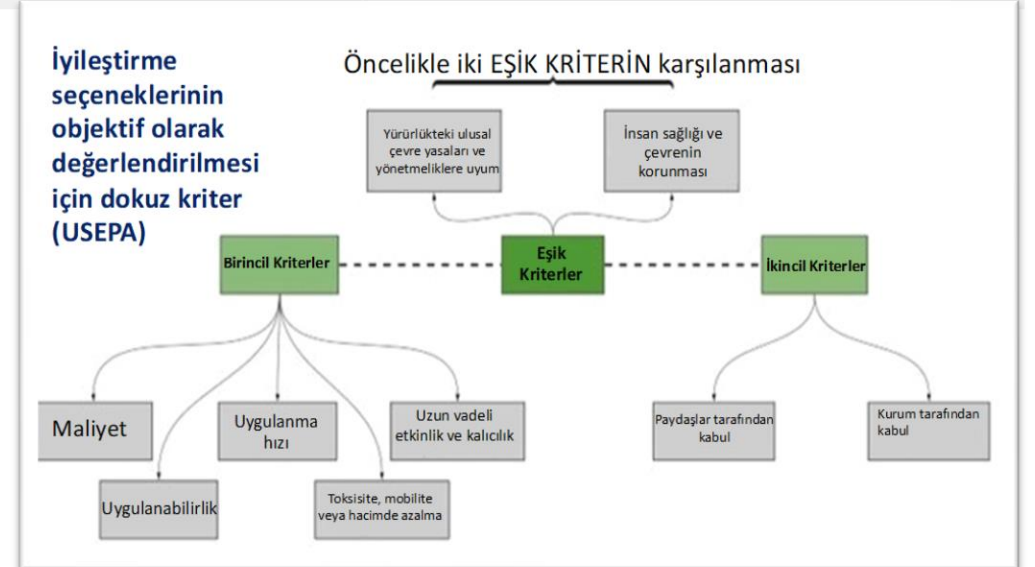 İyileştirme
seçeneklerinin
objektif olarak
değerlendirilmesi
için dokuz kriter
(USEPA)
Öncelikle iki EŞİK KRİTERİN karşılanması
Yürürlükteki ulusal
çevre yasaları ve
yönetmeliklere uyum
İnsan sağlığı ve
çevrenin
korunması
Birincil Kriterler
Eşik
Kriterler
İkincil Kriterler
Maliyet
Uygulanma
hızı
Uzun vadeli
etkinlik ve kalıcılık
Paydaşlar tarafından
kabul
Kurum tarafından
kabul
Uygulanabilirlik
Toksisite, mobilite
veya hacimde azalma